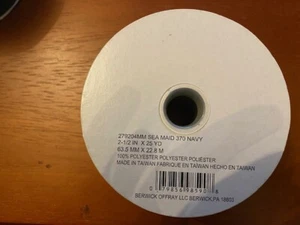 279204MM SEA MAID 370 NAVY
2-1/2 IN. X 25 YD
63.5 MM X 22.8 M
100% POLYESTER POLYESTER POLIESTER
MADE IN TAIWAN FABRIQUE EN TAIWAN HECHO EN TAIWAN
BERWICK OFFRAY LLC BERWICK,PA 18603